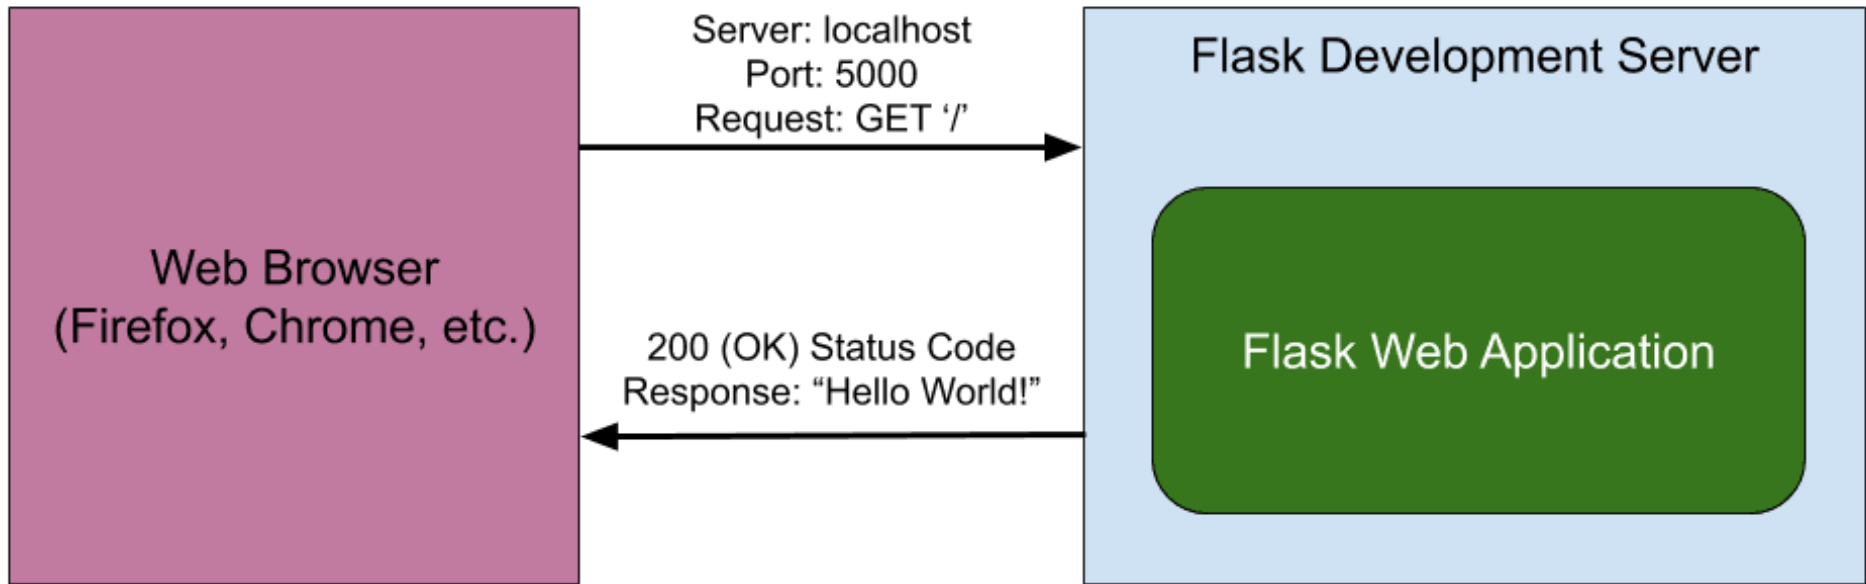 Server: localhost
Port: 5000
Request: GET ‘/’
Flask Development Server
Web Browser
(Firefox, Chrome, etc.)
200 (OK) Status Code
Response: “Hello World!”
Flask Web Application